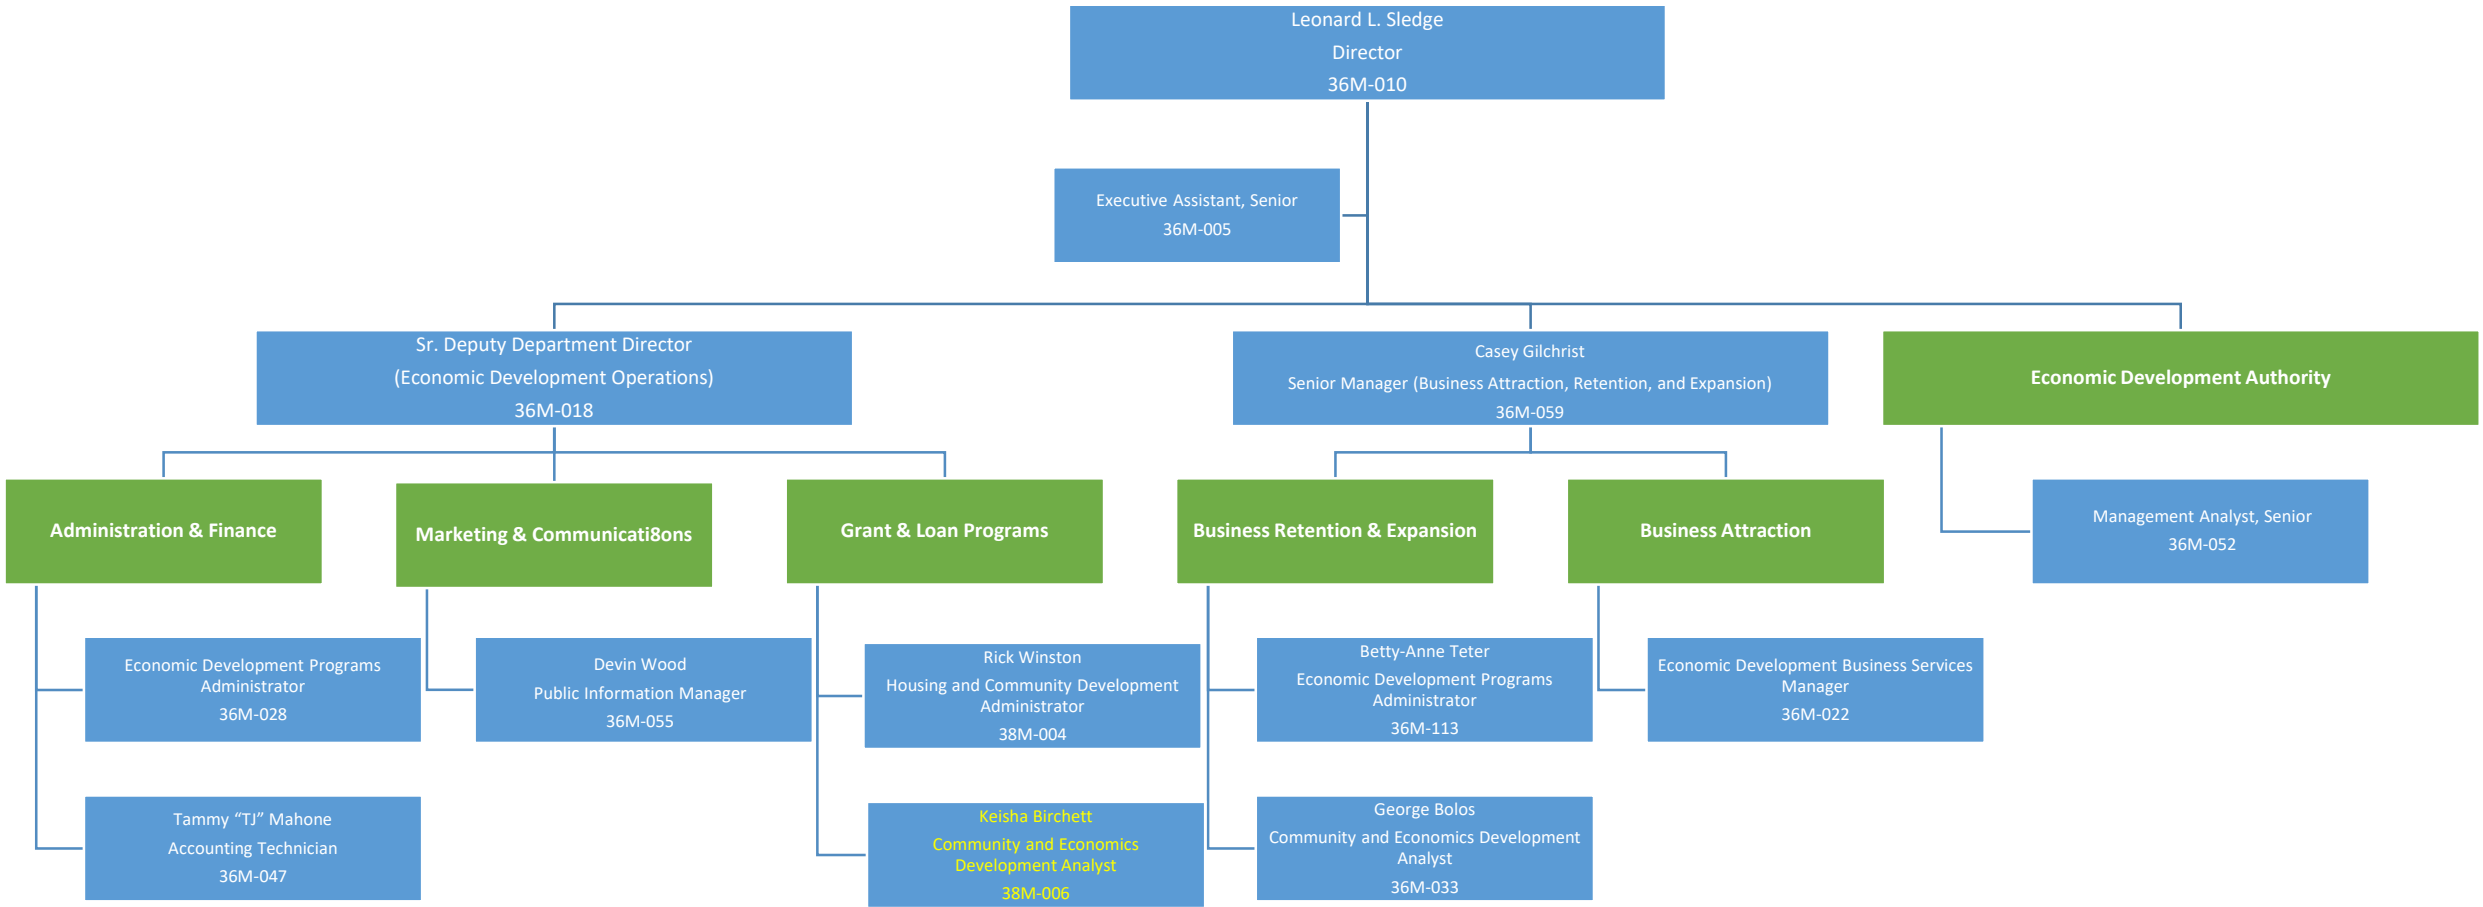 Leonard L. Sledge
Director
36M-010
Executive Assistant, Senior
36M-005
Sr. Deputy Department Director
(Economic Development Operations)
36M-018
Casey Gilchrist
Senior Manager (Business Attraction, Retention, and Expansion)
36M-059
Economic Development Authority
Administration & Finance
Marketing & Communicati8ons
Grant & Loan Programs
Business Retention & Expansion
Business Attraction
Management Analyst, Senior
36M-052
Economic Development Programs
Administrator
36M-028
Devin Wood
Public Information Manager
36M-055
Rick Winston
Housing and Community Development
Administrator
38M-004
Betty-Anne Teter
Economic Development Programs
Administrator
36M-113
Economic Development Business Services
Manager
36M-022
Tammy “TJ” Mahone
Accounting Technician
36M-047
Keisha Birchett
Community and Economics
Development Analyst
38M-006
George Bolos
Community and Economics Development
Analyst
36M-033